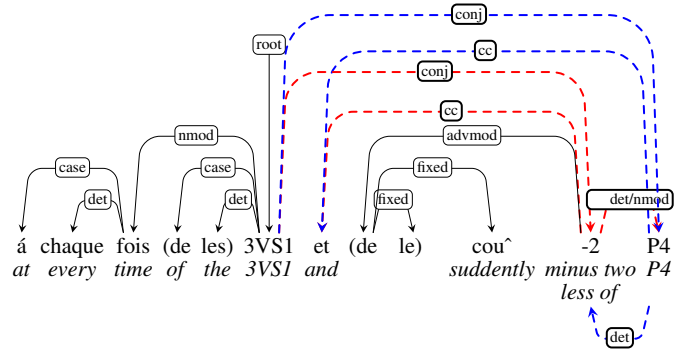 conj
root
cc
conj
cc
nmod advmod
case case fixed
det det fixed det/nmod
á chaque fois (de les) 3VS1 et (de le) couˆ -2 P4
at every time of the 3VS1 and suddenly minus two P4
less of
det